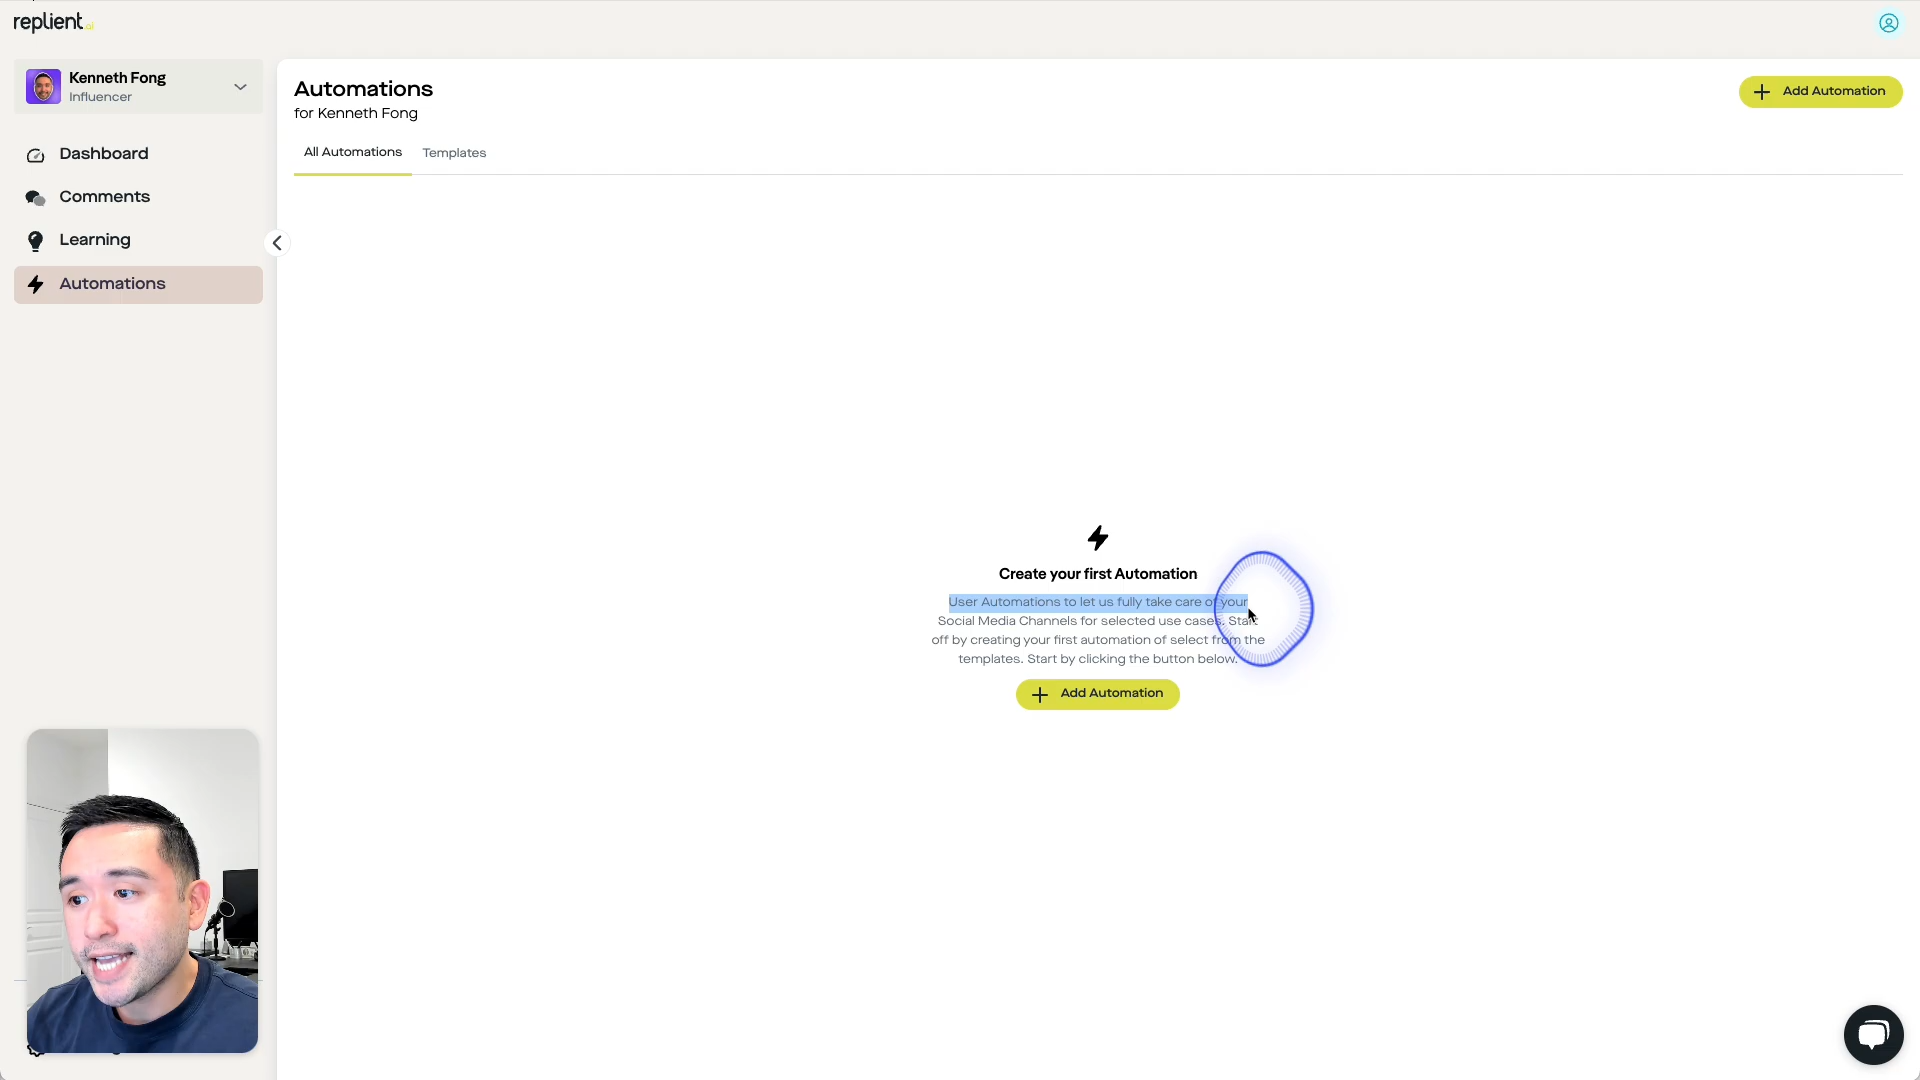 replient.ai
Kenneth Fong
Influencer
Dashboard
Comments
Learning
Automations
Automations
for Kenneth Fong
Add Automation
All Automations
Templates
Create your first Automation
User Automations to let us fully take care of your
Social Media Channels for selected use cases. Start
off by creating your first automation of select from the
templates. Start by clicking the button below.
Add Automation